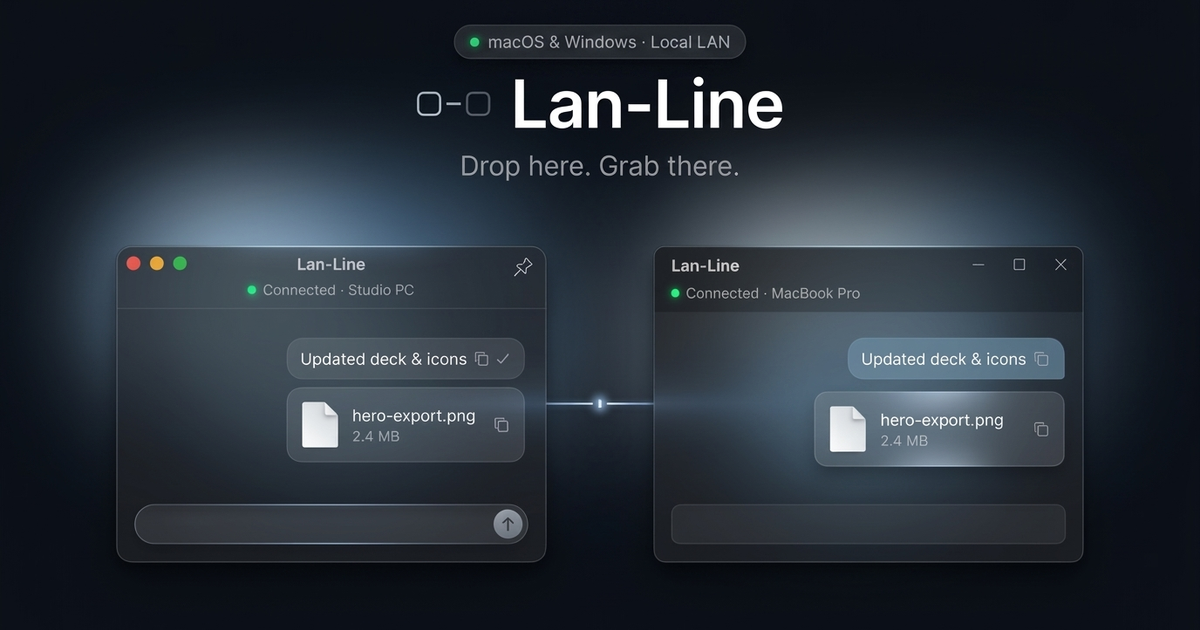 macOS & Windows · Local LAN
Lan-Line
Drop here. Grab there.
Lan-Line
Connected · Studio PC
Updated deck & icons
hero-export.png
2.4 MB
Lan-Line
Connected · MacBook Pro
Updated deck & icons
hero-export.png
2.4 MB